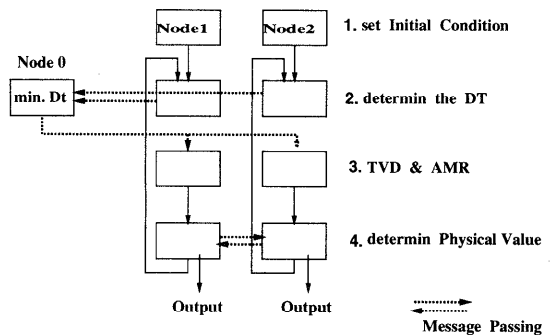 Node1
Node2
1. set Initial Condition
Node 0
min. Dt
2. determin the DT
3. TVD & AMR
4. determin Physical Value
Output
Output
Message Passing